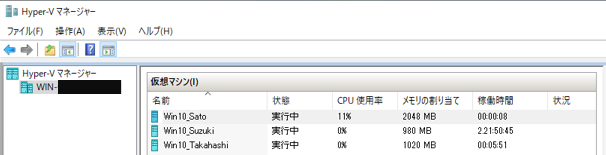 Hyper-V マネージャー
ファイル(F) 操作(A) 表示(V) ヘルプ(H)
Hyper-V マネージャー
WIN-
仮想マシン(I)
名前 状態 CPU 使用率 メモリの割り当て 稼働時間 状況
Win10_Sato 実行中 11% 2048 MB 00:00:08
Win10_Suzuki 実行中 0% 980 MB 2.21:50:45
Win10_Takahashi 実行中 0% 1020 MB 00:05:51